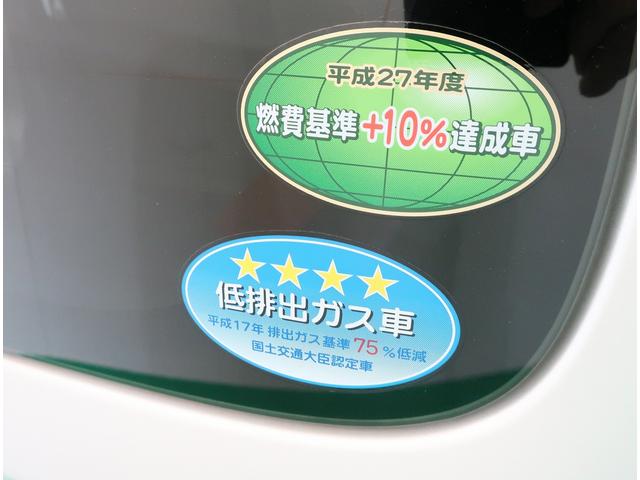 平成27年度
燃費基準+10%達成車
低排出ガス車
平成17年 排出ガス基準75%低減
国土交通大臣認定車